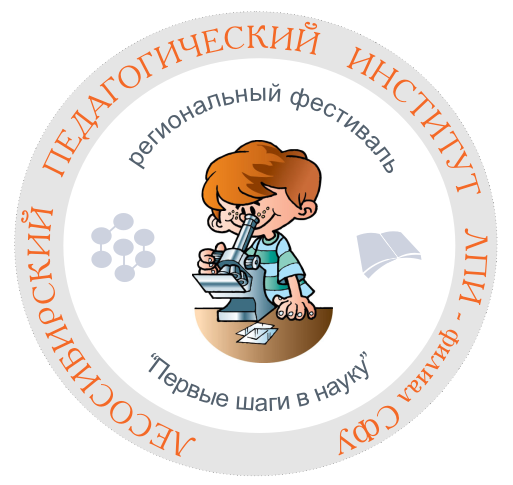 ЛЕСОСИБИРСКИЙ ПЕДАГОГИЧЕСКИЙ ИНСТИТУТ ЛПИ - филиал СФУ
региональный фестиваль
“Первые шаги в науку”